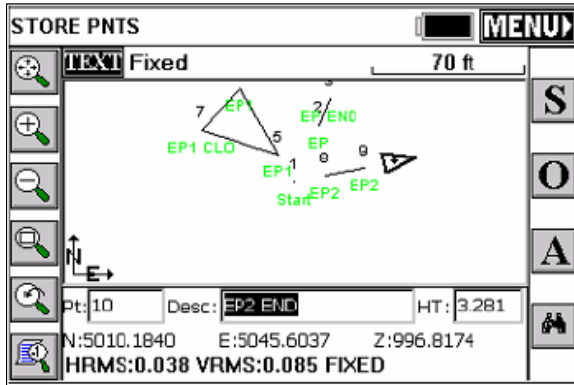 STORE PNTS MENU
TEXT Fixed 70 ft
S
O
A
3
7 EP1 2 EP END
EP1 CLO 5 EP
EP1 1 8 9
Start EP2 EP2
N
E
Pt: 10 Desc: EP2 END HT: 3.281
N:5010.1840 E:5045.6037 Z:996.8174
HRMS:0.038 VRMS:0.085 FIXED